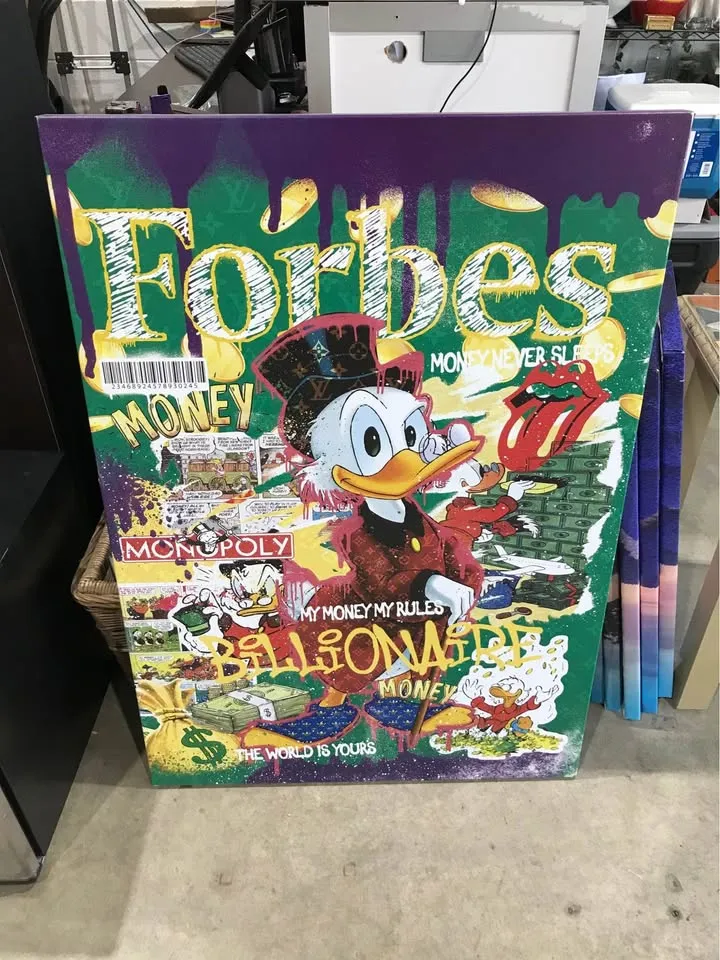 Forbes
MONEY NEVER SLEEPS
2346892457893024S
MONEY
MONOPOLY
MY MONEY MY RULES
BILLIONAIRE
MONEY
$
THE WORLD IS YOURS